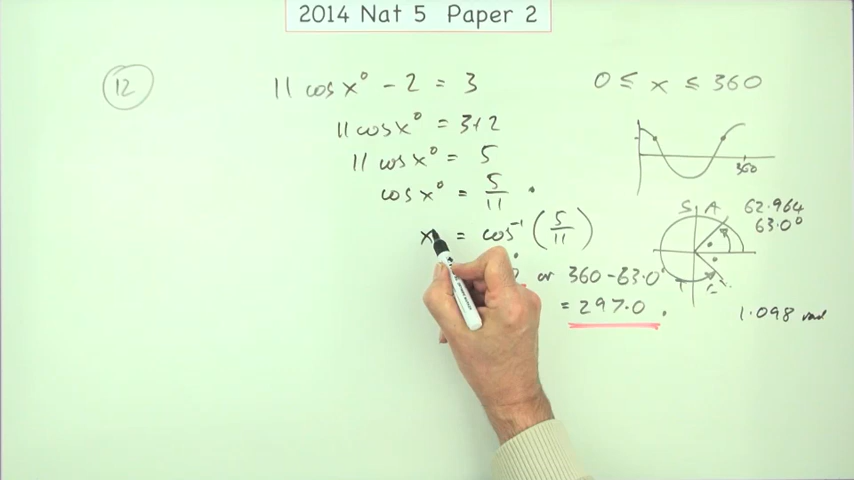 2014 Nat 5 Paper 2
12
11 cos x° - 2 = 3
0 ≤ x ≤ 360
11 cos x° = 3+2
11 cos x° = 5
cos x° = 5/11
x = cos⁻¹ (5/11)
or 360 - 63.0°
= 297.0
360
S A
62.964
63.0°
T C
1.098 rad